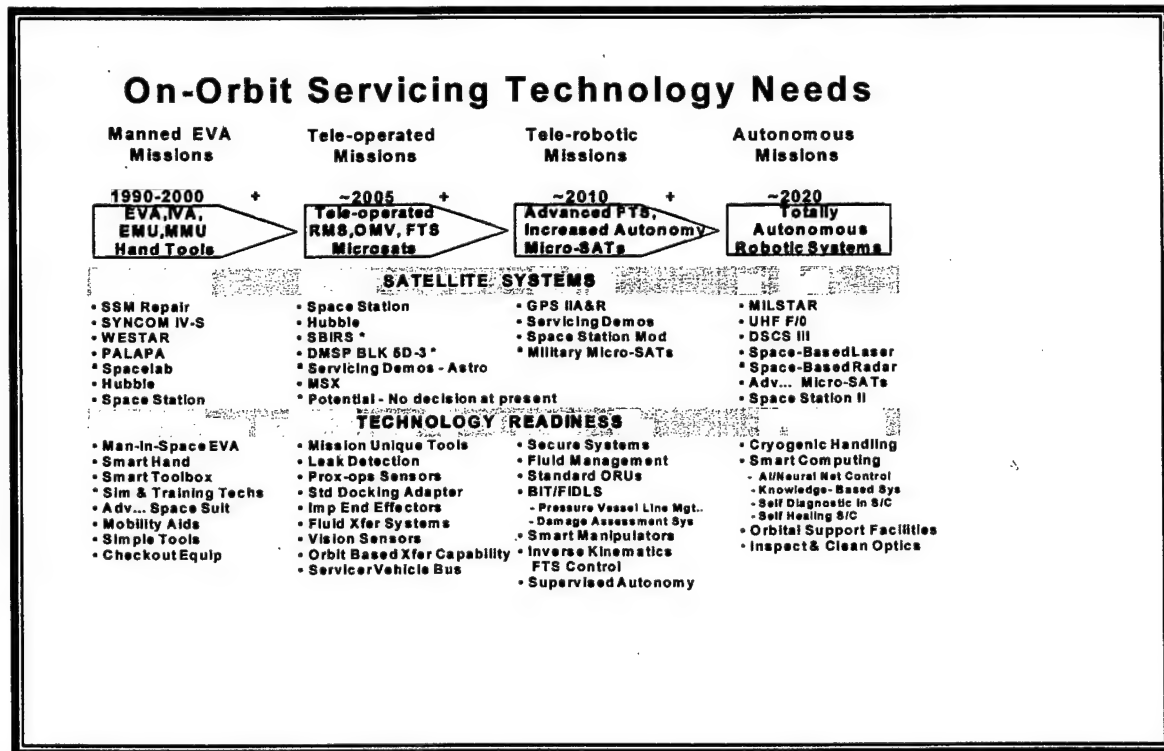 On-Orbit Servicing Technology Needs
Manned EVA
Missions
Tele-operated
Missions
Tele-robotic
Missions
Autonomous
Missions
1990-2000 +
EVA,IVA,
EMU,MMU
Hand Tools
~2005 +
Tele-operated
RMS,OMV, FTS
Microsats
~2010 +
Advanced FTS,
Increased Autonomy
Micro-SATs
~2020
Totally
Autonomous
Robotic Systems
SATELLITE SYSTEMS
• SSM Repair
• SYNCOM IV-S
• WESTAR
• PALAPA
* Spacelab
• Hubble
• Space Station
• Space Station
• Hubble
• SBIRS *
• DMSP BLK 5D-3 *
* Servicing Demos - Astro
• MSX
* Potential - No decision at present
• GPS IIA&R
• Servicing Demos
• Space Station Mod
* Military Micro-SATs
• MILSTAR
• UHF F/0
• DSCS III
• Space-Based Laser
* Space-Based Radar
• Adv... Micro-SATs
• Space Station II
TECHNOLOGY READINESS
• Man-In-Space EVA
• Smart Hand
• Smart Toolbox
* Sim & Training Techs
• Adv... Space Suit
• Mobility Aids
• Simple Tools
• Checkout Equip
• Mission Unique Tools
• Leak Detection
• Prox-ops Sensors
• Std Docking Adapter
• Imp End Effectors
• Fluid Xfer Systems
• Vision Sensors
• Orbit Based Xfer Capability
• Servicer Vehicle Bus
• Secure Systems
• Fluid Management
• Standard ORUs
• BIT/FIDLS
- Pressure Vessel Line Mgt..
- Damage Assessment Sys
• Smart Manipulators
• Inverse Kinematics
FTS Control
• Supervised Autonomy
• Cryogenic Handling
• Smart Computing
- AI/Neural Net Control
- Knowledge- Based Sys
- Self Diagnostic in S/C
- Self Healing S/C
• Orbital Support Facilities
• Inspect & Clean Optics